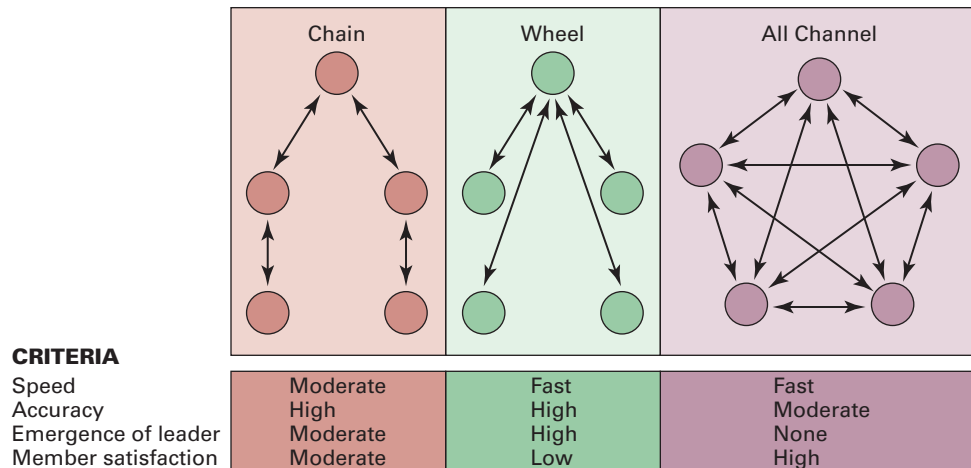 Chain Wheel All Channel
CRITERIA
Speed Moderate Fast Fast
Accuracy High High Moderate
Emergence of leader Moderate High None
Member satisfaction Moderate Low High